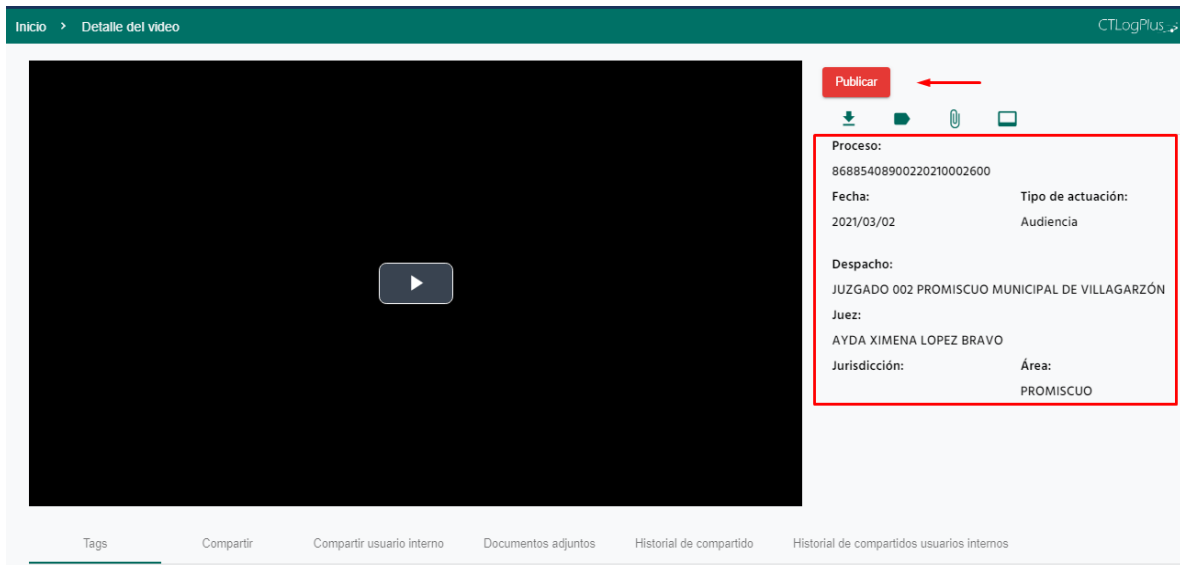 Inicio > Detalle del video
CTLogPlus
Publicar
Proceso:
86885408900220210002600
Fecha: Tipo de actuación:
2021/03/02 Audiencia
Despacho:
JUZGADO 002 PROMISCUO MUNICIPAL DE VILLAGARZÓN
Juez:
AYDA XIMENA LOPEZ BRAVO
Jurisdicción: Área:
PROMISCUO
Tags Compartir Compartir usuario interno Documentos adjuntos Historial de compartido Historial de compartidos usuarios internos